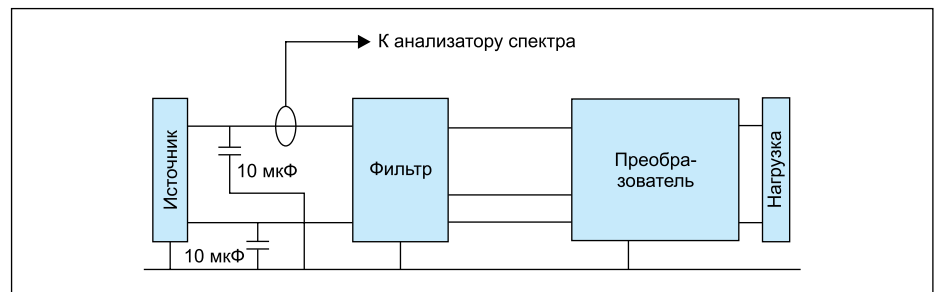 К анализатору спектра
Источник
10 мкФ
10 мкФ
Фильтр
Преобра-
зователь
Нагрузка